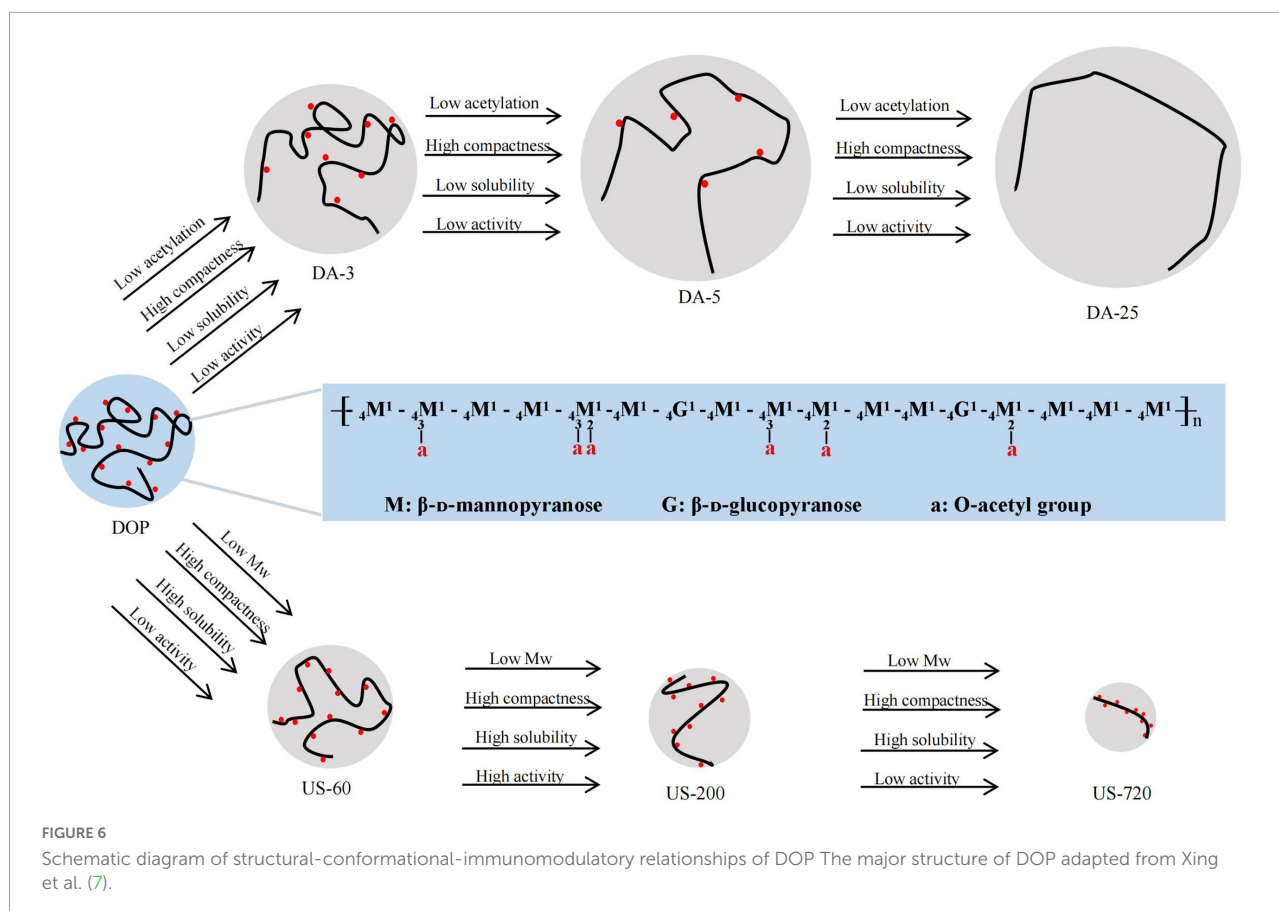 Low acetylation
High compactness
Low solubility
Low activity
Low acetylation
High compactness
Low solubility
Low activity
Low acetylation
High compactness
Low solubility
Low activity
DA-3
DA-5
DA-25
[ ₄M¹ - ₄M¹ - ₄M¹ - ₄M¹ - ₄M¹ -₄M¹ - ₄G¹ -₄M¹ - ₄M¹ -₄M¹ - ₄M¹ -₄M¹ -₄G¹ -₄M¹ - ₄M¹ -₄M¹ - ₄M¹ ]n
3 3 2 3 2 2
a a a a a a
M: β-D-mannopyranose G: β-D-glucopyranose a: O-acetyl group
DOP
Low Mw
High compactness
High solubility
Low activity
Low Mw
High compactness
High solubility
High activity
Low Mw
High compactness
High solubility
Low activity
US-60
US-200
US-720
FIGURE 6
Schematic diagram of structural-conformational-immunomodulatory relationships of DOP The major structure of DOP adapted from Xing
et al. (7).